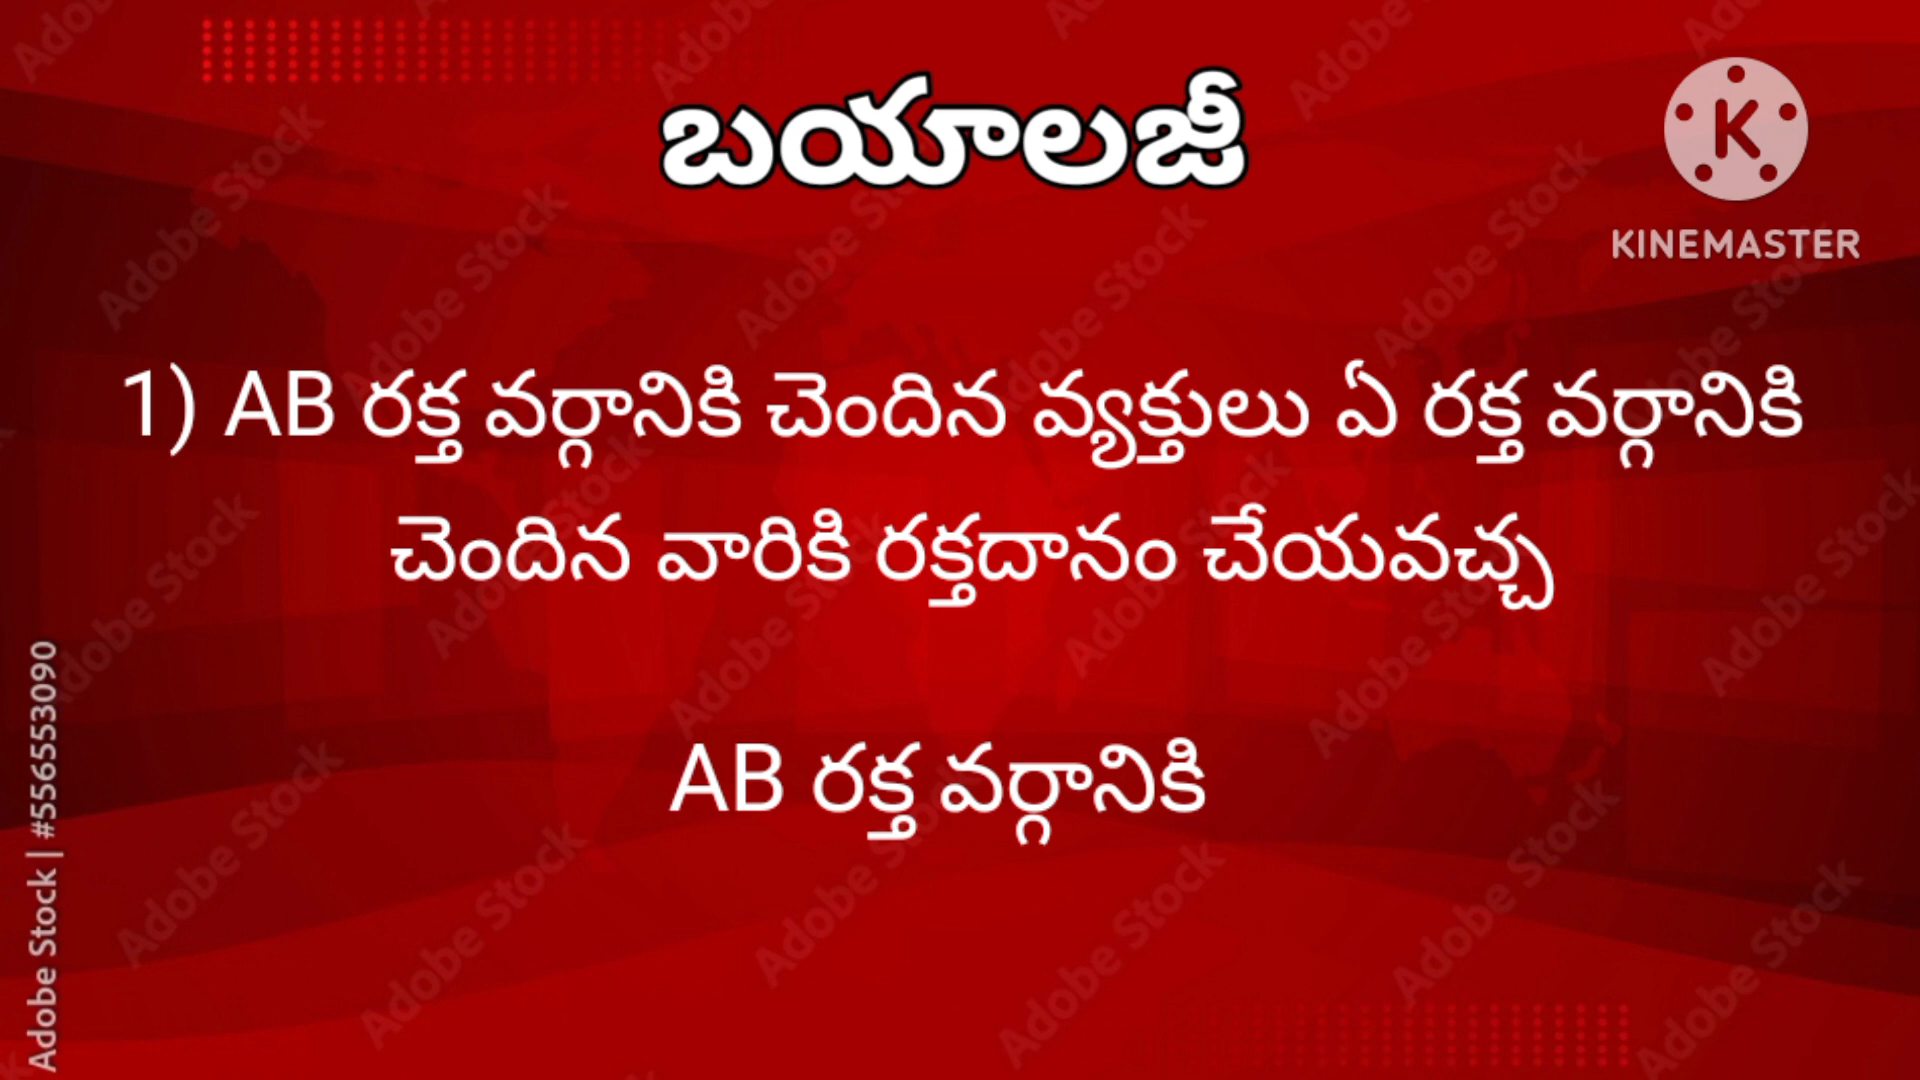 బయాలజీ
KINEMASTER
1) AB రక్త వర్గానికి చెందిన వ్యక్తులు ఏ రక్త వర్గానికి
చెందిన వారికి రక్తదానం చేయవచ్చ
AB రక్త వర్గానికి
Adobe Stock | #556553090